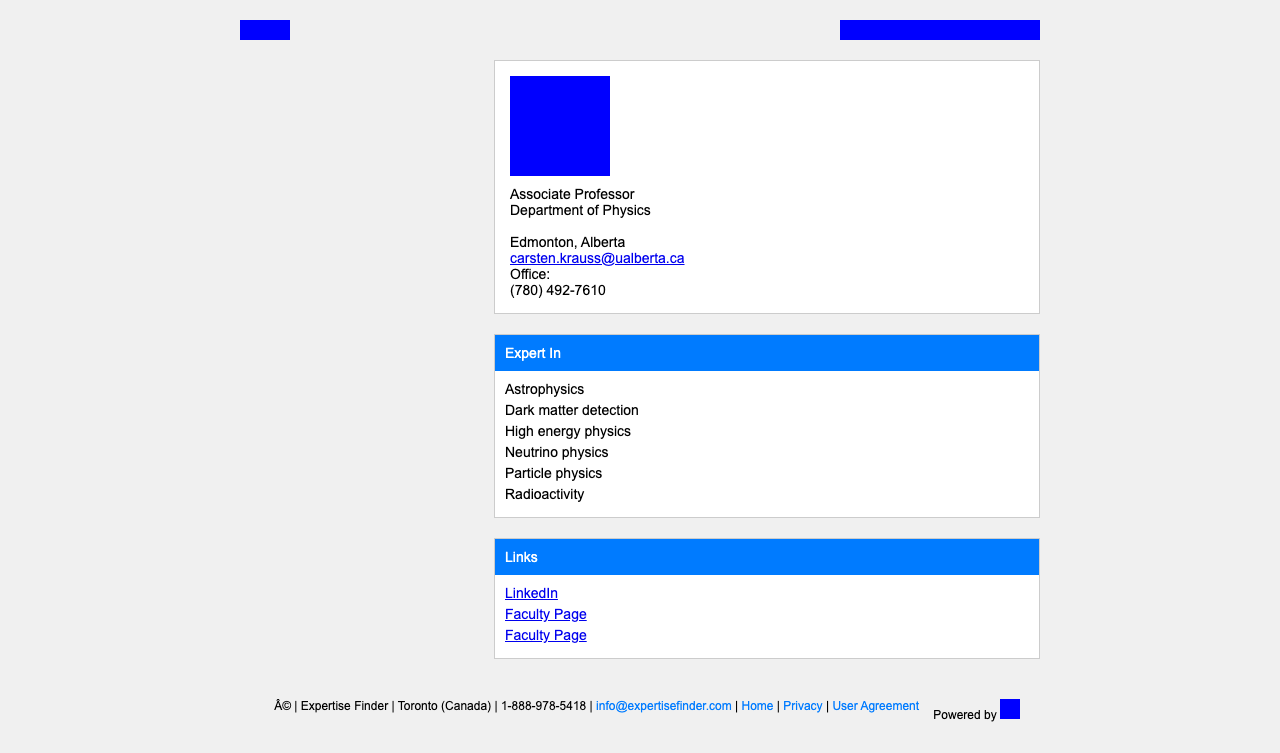 Associate Professor
Department of Physics
Edmonton, Alberta
carsten.krauss@ualberta.ca
Office:
(780) 492-7610
Expert In
Astrophysics
Dark matter detection
High energy physics
Neutrino physics
Particle physics
Radioactivity
Links
LinkedIn
Faculty Page
Faculty Page
Â© | Expertise Finder | Toronto (Canada) | 1-888-978-5418 | info@expertisefinder.com | Home | Privacy | User Agreement
Powered by